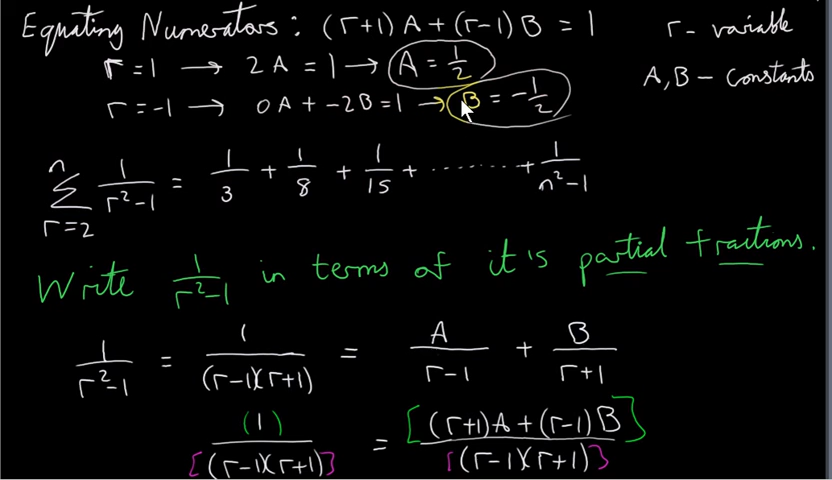 Equating Numerators: (r+1)A + (r-1)B = 1
r - variable
r=1 → 2A = 1 → A = 1/2
A, B - constants
r=-1 → 0A + -2B = 1 → B = -1/2
n
∑ 1/(r²-1) = 1/3 + 1/8 + 1/15 + ........ + 1/(n²-1)
r=2
Write 1/(r²-1) in terms of it's partial fractions.
1/(r²-1) = 1/((r-1)(r+1)) = A/(r-1) + B/(r+1)
(1)/[(r-1)(r+1)] = [(r+1)A + (r-1)B]/[(r-1)(r+1)]